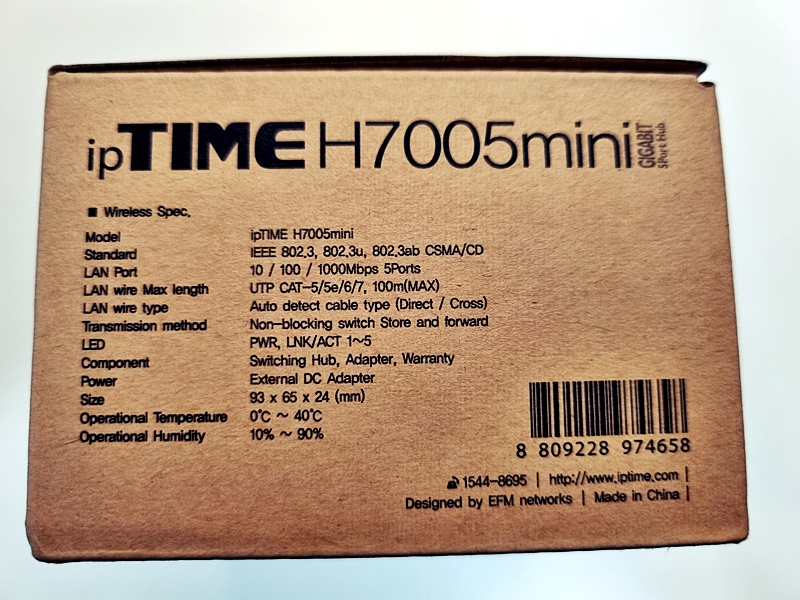 ipTIME H7005mini GIGABIT 5Port Hub
■ Wireless Spec.
Model ipTIME H7005mini
Standard IEEE 802.3, 802.3u, 802.3ab CSMA/CD
LAN Port 10 / 100 / 1000Mbps 5Ports
LAN wire Max length UTP CAT-5/5e/6/7, 100m(MAX)
LAN wire type Auto detect cable type (Direct / Cross)
Transmission method Non-blocking switch Store and forward
LED PWR, LNK/ACT 1~5
Component Switching Hub, Adapter, Warranty
Power External DC Adapter
Size 93 x 65 x 24 (mm)
Operational Temperature 0℃ ~ 40℃
Operational Humidity 10% ~ 90%
8 809228 974658
1544-8695 | http://www.iptime.com |
Designed by EFM networks | Made in China |